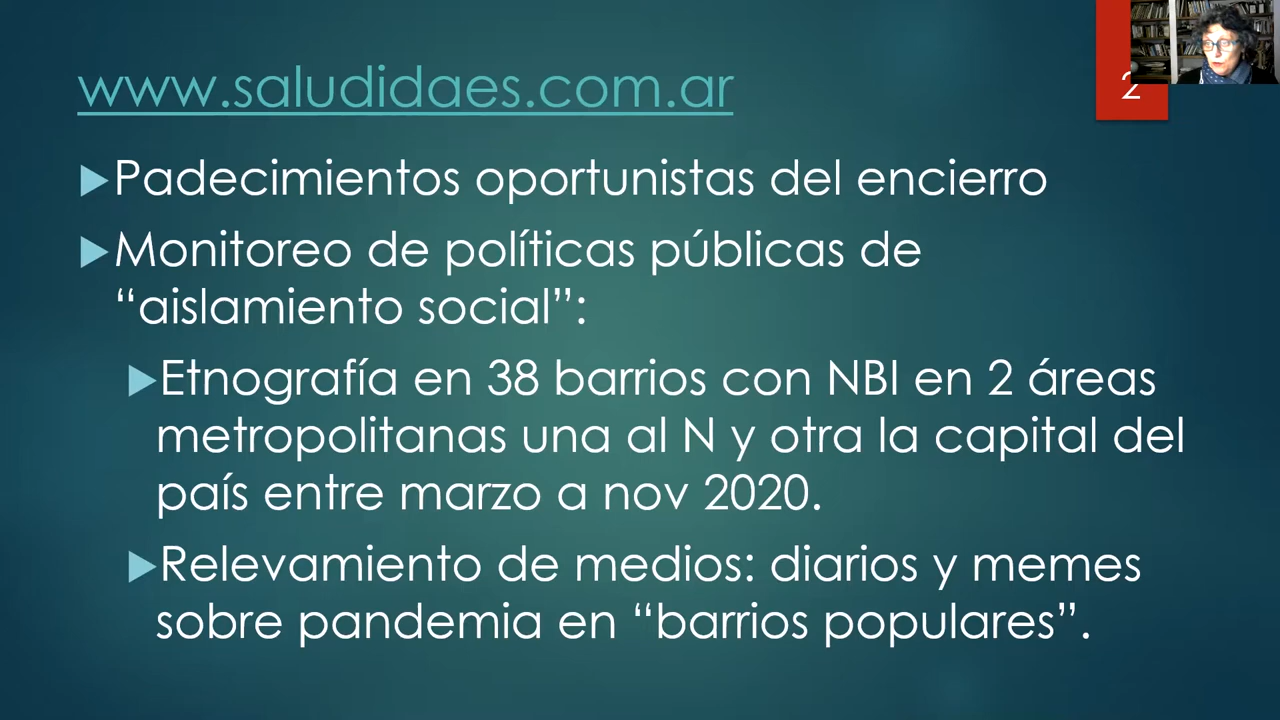 www.saludidaes.com.ar
2
Padecimientos oportunistas del encierro
Monitoreo de políticas públicas de
“aislamiento social”:
Etnografía en 38 barrios con NBI en 2 áreas
metropolitanas una al N y otra la capital del
país entre marzo a nov 2020.
Relevamiento de medios: diarios y memes
sobre pandemia en “barrios populares”.